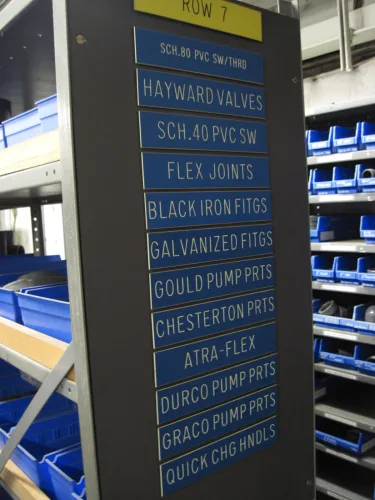 ROW 7
SCH.80 PVC SW/THRD
HAYWARD VALVES
SCH.40 PVC SW
FLEX JOINTS
BLACK IRON FITGS
GALVANIZED FITGS
GOULD PUMP PRTS
CHESTERTON PRTS
ATRA-FLEX
DURCO PUMP PRTS
GRACO PUMP PRTS
QUICK CHG HNDLS